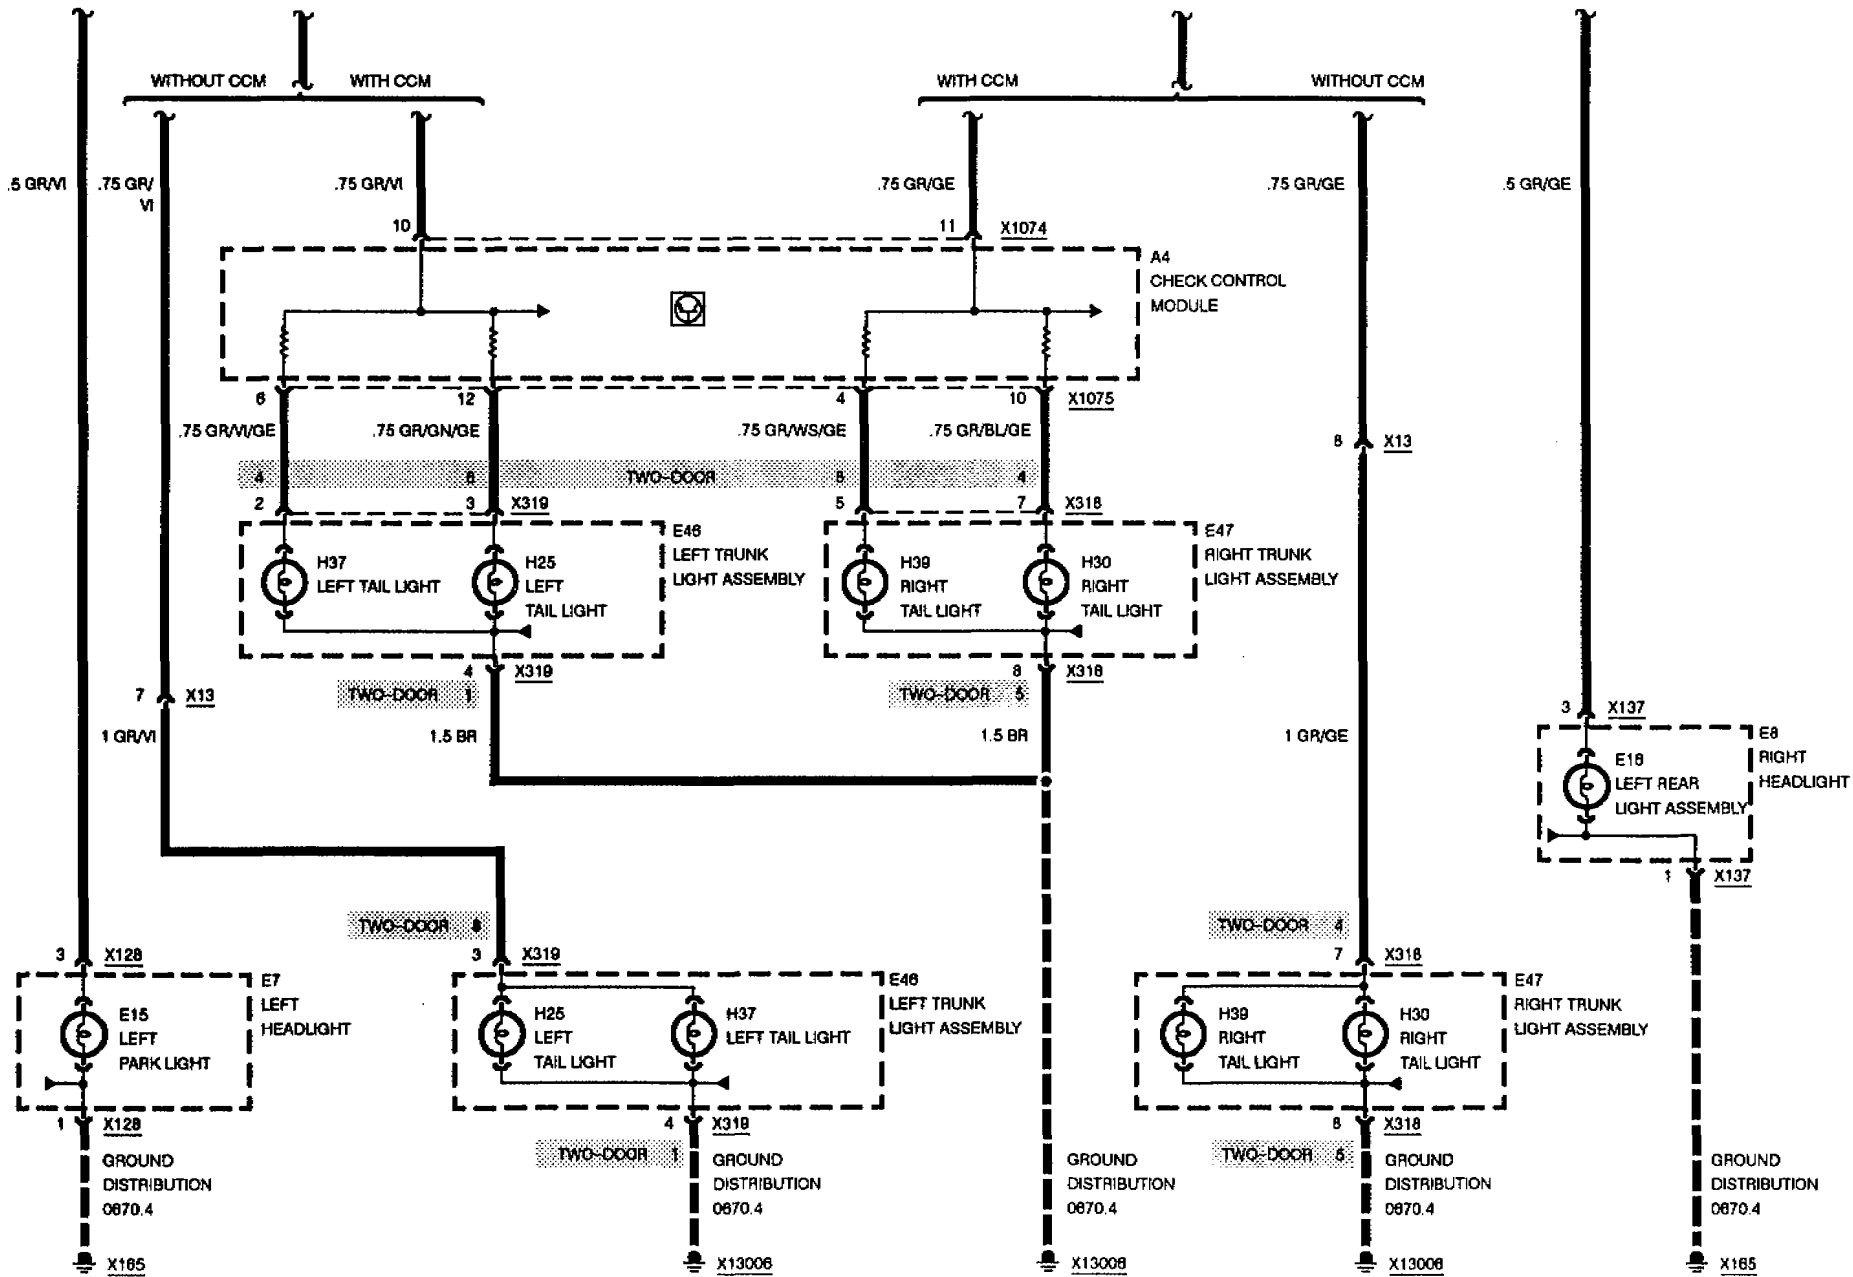 WITHOUT CCM
WITH CCM
WITH CCM
WITHOUT CCM
.5 GR/VI
.75 GR/
VI
.75 GR/VI
.75 GR/GE
.75 GR/GE
.5 GR/GE
10
11
X1074
A4
CHECK CONTROL
MODULE
6
12
4
10
X1075
.75 GR/VI/GE
.75 GR/GN/GE
.75 GR/WS/GE
.75 GR/BL/GE
8
X13
4
6
TWO-DOOR
4
2
3
X319
5
7
X318
E46
LEFT TRUNK
LIGHT ASSEMBLY
H37
LEFT TAIL LIGHT
H25
LEFT
TAIL LIGHT
E47
RIGHT TRUNK
LIGHT ASSEMBLY
H39
RIGHT
TAIL LIGHT
H30
RIGHT
TAIL LIGHT
4
X319
8
X318
TWO-DOOR 1
TWO-DOOR 5
7
X13
1 GR/VI
1.5 BR
1.5 BR
1 GR/GE
3
X137
E8
RIGHT
HEADLIGHT
E16
LEFT REAR
LIGHT ASSEMBLY
1
X137
TWO-DOOR
TWO-DOOR 4
3
X128
3
X319
7
X318
E7
LEFT
HEADLIGHT
E15
LEFT
PARK LIGHT
E46
LEFT TRUNK
LIGHT ASSEMBLY
H25
LEFT
TAIL LIGHT
H37
LEFT TAIL LIGHT
E47
RIGHT TRUNK
LIGHT ASSEMBLY
H39
RIGHT
TAIL LIGHT
H30
RIGHT
TAIL LIGHT
1
X128
4
X319
8
X318
TWO-DOOR 1
TWO-DOOR 5
GROUND
DISTRIBUTION
0670.4
GROUND
DISTRIBUTION
0670.4
GROUND
DISTRIBUTION
0670.4
GROUND
DISTRIBUTION
0670.4
GROUND
DISTRIBUTION
0670.4
X165
X13006
X13006
X13006
X165